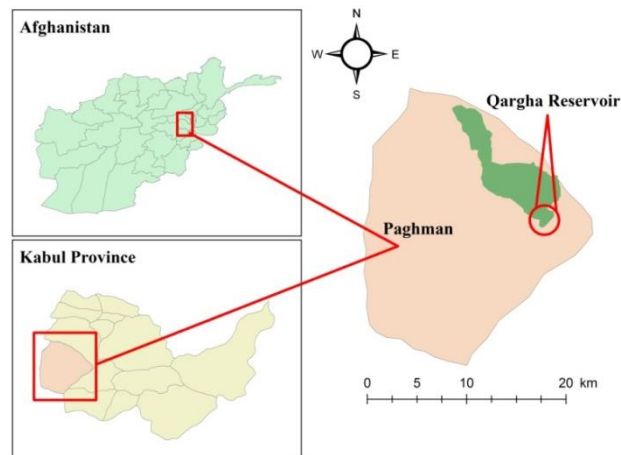 Afghanistan
N
W
E
S
Qargha Reservoir
Paghman
Kabul Province
0 5 10 20 km